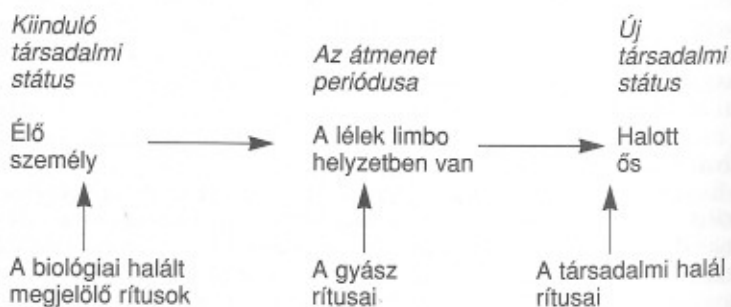 Kiinduló
társadalmi
státus
Az átmenet
periódusa
Új
társadalmi
státus
Élő
személy
A lélek limbo
helyzetben van
Halott
ős
A biológiai halált
megjelölő rítusok
A gyász
rítusai
A társadalmi halál
rítusai